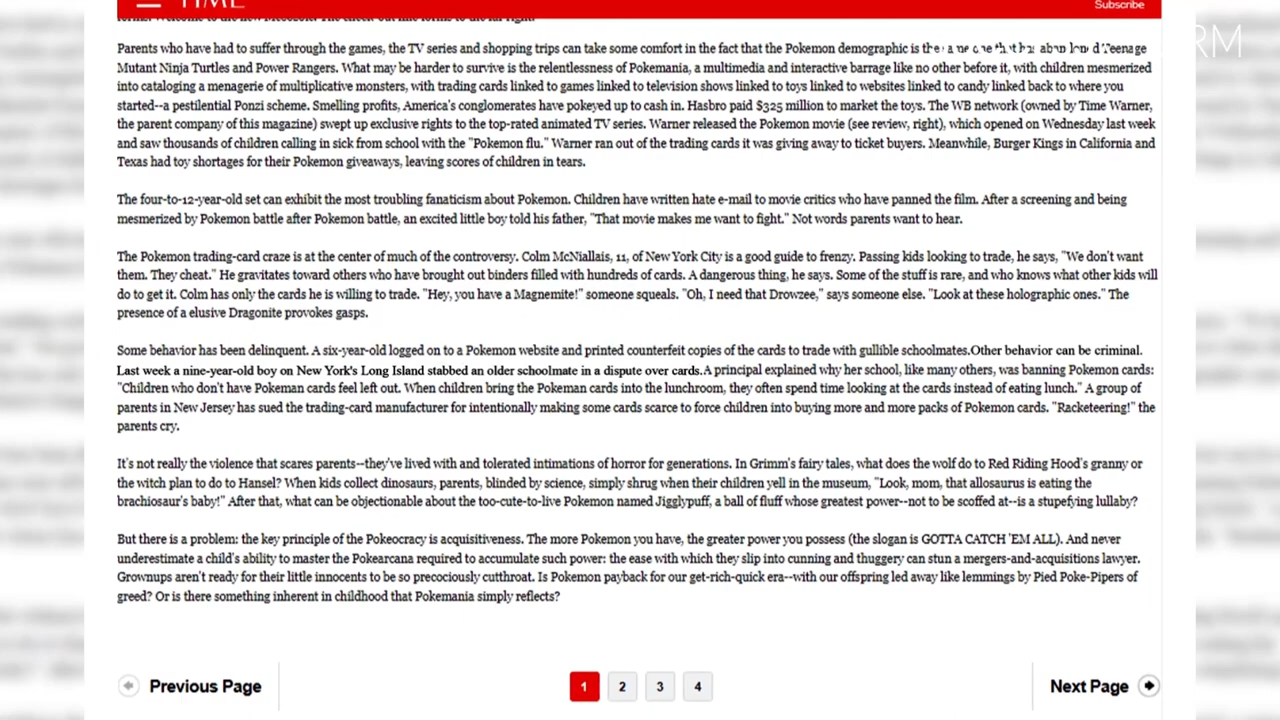 TIME
Subscribe
Parents who have had to suffer through the games, the TV series and shopping trips can take some comfort in the fact that the Pokemon demographic is the Teenage
Mutant Ninja Turtles and Power Rangers. What may be harder to survive is the relentlessness of Pokemania, a multimedia and interactive barrage like no other before it, with children mesmerized
into cataloging a menagerie of multiplicative monsters, with trading cards linked to games linked to television shows linked to toys linked to websites linked to candy linked back to where you
started--a pestilential Ponzi scheme. Smelling profits, America's conglomerates have pokeyed up to cash in. Hasbro paid $325 million to market the toys. The WB network (owned by Time Warner,
the parent company of this magazine) swept up exclusive rights to the top-rated animated TV series. Warner released the Pokemon movie (see review, right), which opened on Wednesday last week
and saw thousands of children calling in sick from school with the "Pokemon flu." Warner ran out of the trading cards it was giving away to ticket buyers. Meanwhile, Burger Kings in California and
Texas had toy shortages for their Pokemon giveaways, leaving scores of children in tears.
The four-to-12-year-old set can exhibit the most troubling fanaticism about Pokemon. Children have written hate e-mail to movie critics who have panned the film. After a screening and being
mesmerized by Pokemon battle after Pokemon battle, an excited little boy told his father, "That movie makes me want to fight." Not words parents want to hear.
The Pokemon trading-card craze is at the center of much of the controversy. Colm McNiallais, 11, of New York City is a good guide to frenzy. Passing kids looking to trade, he says, "We don't want
them. They cheat." He gravitates toward others who have brought out binders filled with hundreds of cards. A dangerous thing, he says. Some of the stuff is rare, and who knows what other kids will
do to get it. Colm has only the cards he is willing to trade. "Hey, you have a Magnemite!" someone squeals. "Oh, I need that Drowzee," says someone else. "Look at these holographic ones." The
presence of a elusive Dragonite provokes gasps.
Some behavior has been delinquent. A six-year-old logged on to a Pokemon website and printed counterfeit copies of the cards to trade with gullible schoolmates.Other behavior can be criminal.
Last week a nine-year-old boy on New York's Long Island stabbed an older schoolmate in a dispute over cards.A principal explained why her school, like many others, was banning Pokemon cards:
"Children who don't have Pokeman cards feel left out. When children bring the Pokeman cards into the lunchroom, they often spend time looking at the cards instead of eating lunch." A group of
parents in New Jersey has sued the trading-card manufacturer for intentionally making some cards scarce to force children into buying more and more packs of Pokemon cards. "Racketeering!" the
parents cry.
It's not really the violence that scares parents--they've lived with and tolerated intimations of horror for generations. In Grimm's fairy tales, what does the wolf do to Red Riding Hood's granny or
the witch plan to do to Hansel? When kids collect dinosaurs, parents, blinded by science, simply shrug when their children yell in the museum, "Look, mom, that allosaurus is eating the
brachiosaur's baby!" After that, what can be objectionable about the too-cute-to-live Pokemon named Jigglypuff, a ball of fluff whose greatest power--not to be scoffed at--is a stupefying lullaby?
But there is a problem: the key principle of the Pokeocracy is acquisitiveness. The more Pokemon you have, the greater power you possess (the slogan is GOTTA CATCH 'EM ALL). And never
underestimate a child's ability to master the Pokearcana required to accumulate such power: the ease with which they slip into cunning and thuggery can stun a mergers-and-acquisitions lawyer.
Grownups aren't ready for their little innocents to be so precociously cutthroat. Is Pokemon payback for our get-rich-quick era--with our offspring led away like lemmings by Pied Poke-Pipers of
greed? Or is there something inherent in childhood that Pokemania simply reflects?
Previous Page
1 2 3 4
Next Page